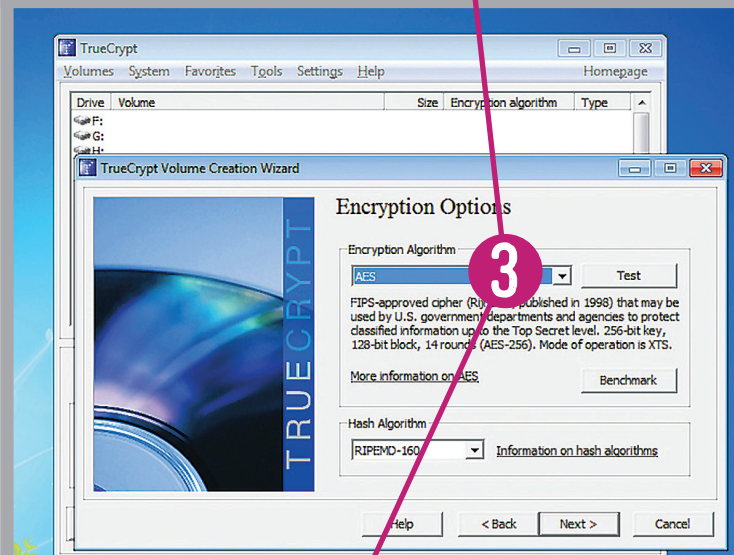 TrueCrypt
Volumes System Favorites Tools Settings Help Homepage
Drive Volume Size Encryption algorithm Type
F:
G:
H:
TrueCrypt Volume Creation Wizard
TRUECRYPT
Encryption Options
Encryption Algorithm
AES
Test
3
FIPS-approved cipher published in 1998) that may be
used by U.S. government departments and agencies to protect
classified information up to the Top Secret level. 256-bit key,
128-bit block, 14 rounds (AES-256). Mode of operation is XTS.
More information on AES
Benchmark
Hash Algorithm
RIPEMD-160
Information on hash algorithms
Help < Back Next > Cancel